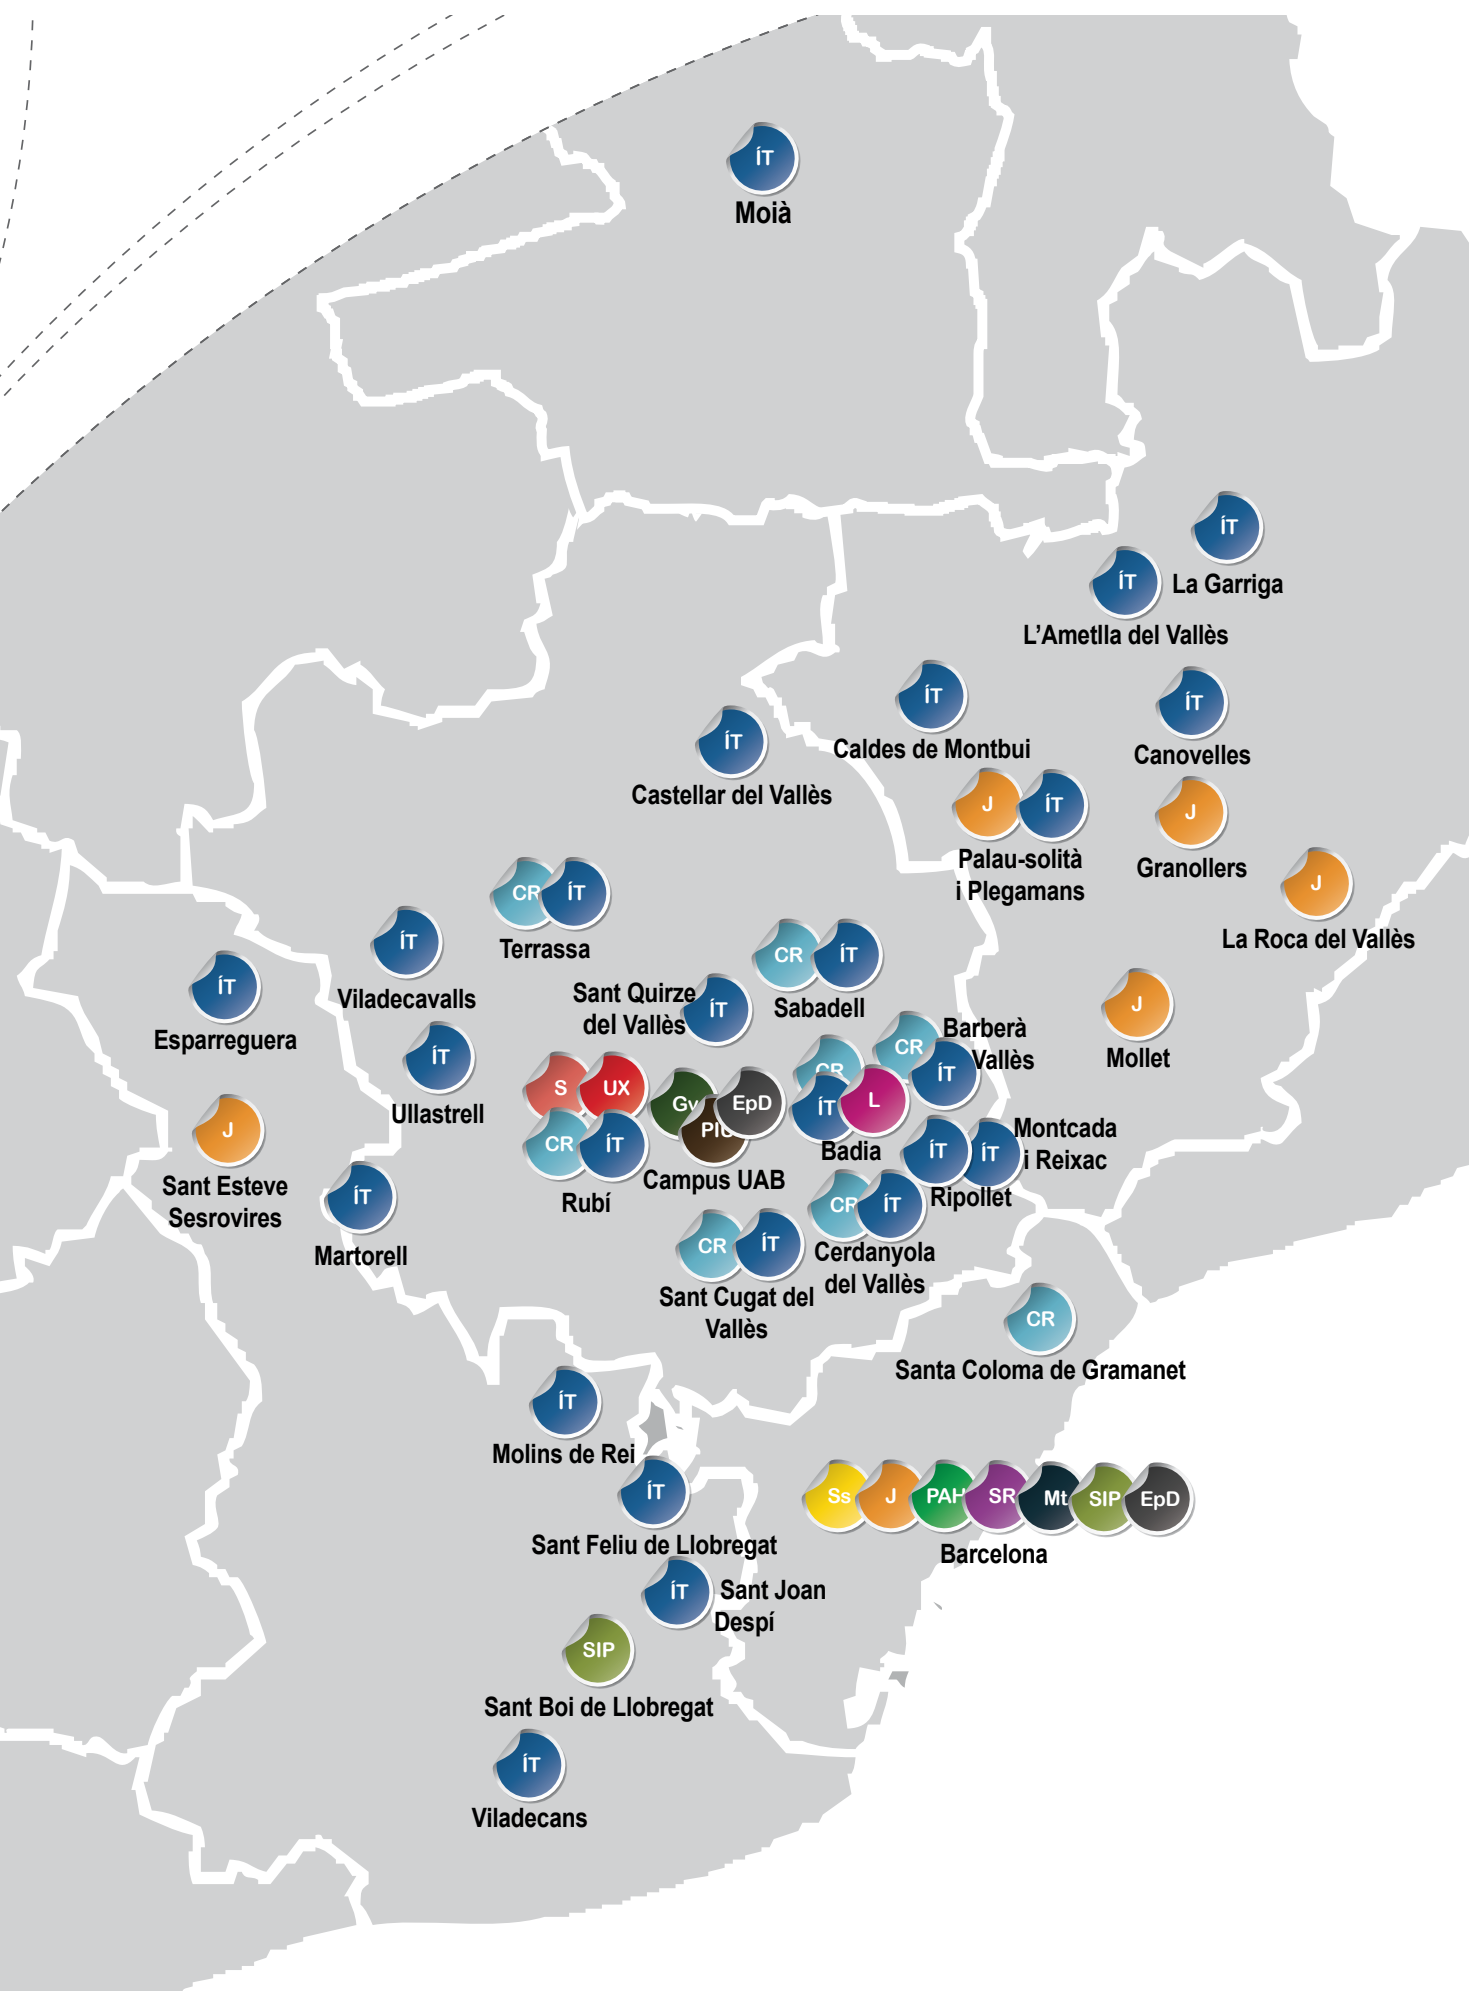 ÍT
Moià
ÍT
La Garriga
ÍT
L'Ametlla del Vallès
ÍT
Caldes de Montbui
ÍT
Canovelles
ÍT
Castellar del Vallès
J ÍT
Palau-solità
i Plegamans
J
Granollers
J
La Roca del Vallès
CR ÍT
Terrassa
ÍT
Viladecavalls
CR ÍT
Sabadell
ÍT
Esparreguera
Sant Quirze
del Vallès
ÍT
J
Mollet
ÍT
Ullastrell
CR ÍT
Barberà
Vallès
S UX
CR ÍT
Rubí
Gv PIU EpD
Campus UAB
CR ÍT L
Badia
J
Sant Esteve
Sesrovires
ÍT
Martorell
ÍT
Ripollet
ÍT
Montcada
i Reixac
CR ÍT
Cerdanyola
del Vallès
CR ÍT
Sant Cugat del
Vallès
CR
Santa Coloma de Gramanet
ÍT
Molins de Rei
ÍT
Sant Feliu de Llobregat
Ss J PAH SR Mt SIP EpD
Barcelona
ÍT
Sant Joan
Despí
SIP
Sant Boi de Llobregat
ÍT
Viladecans